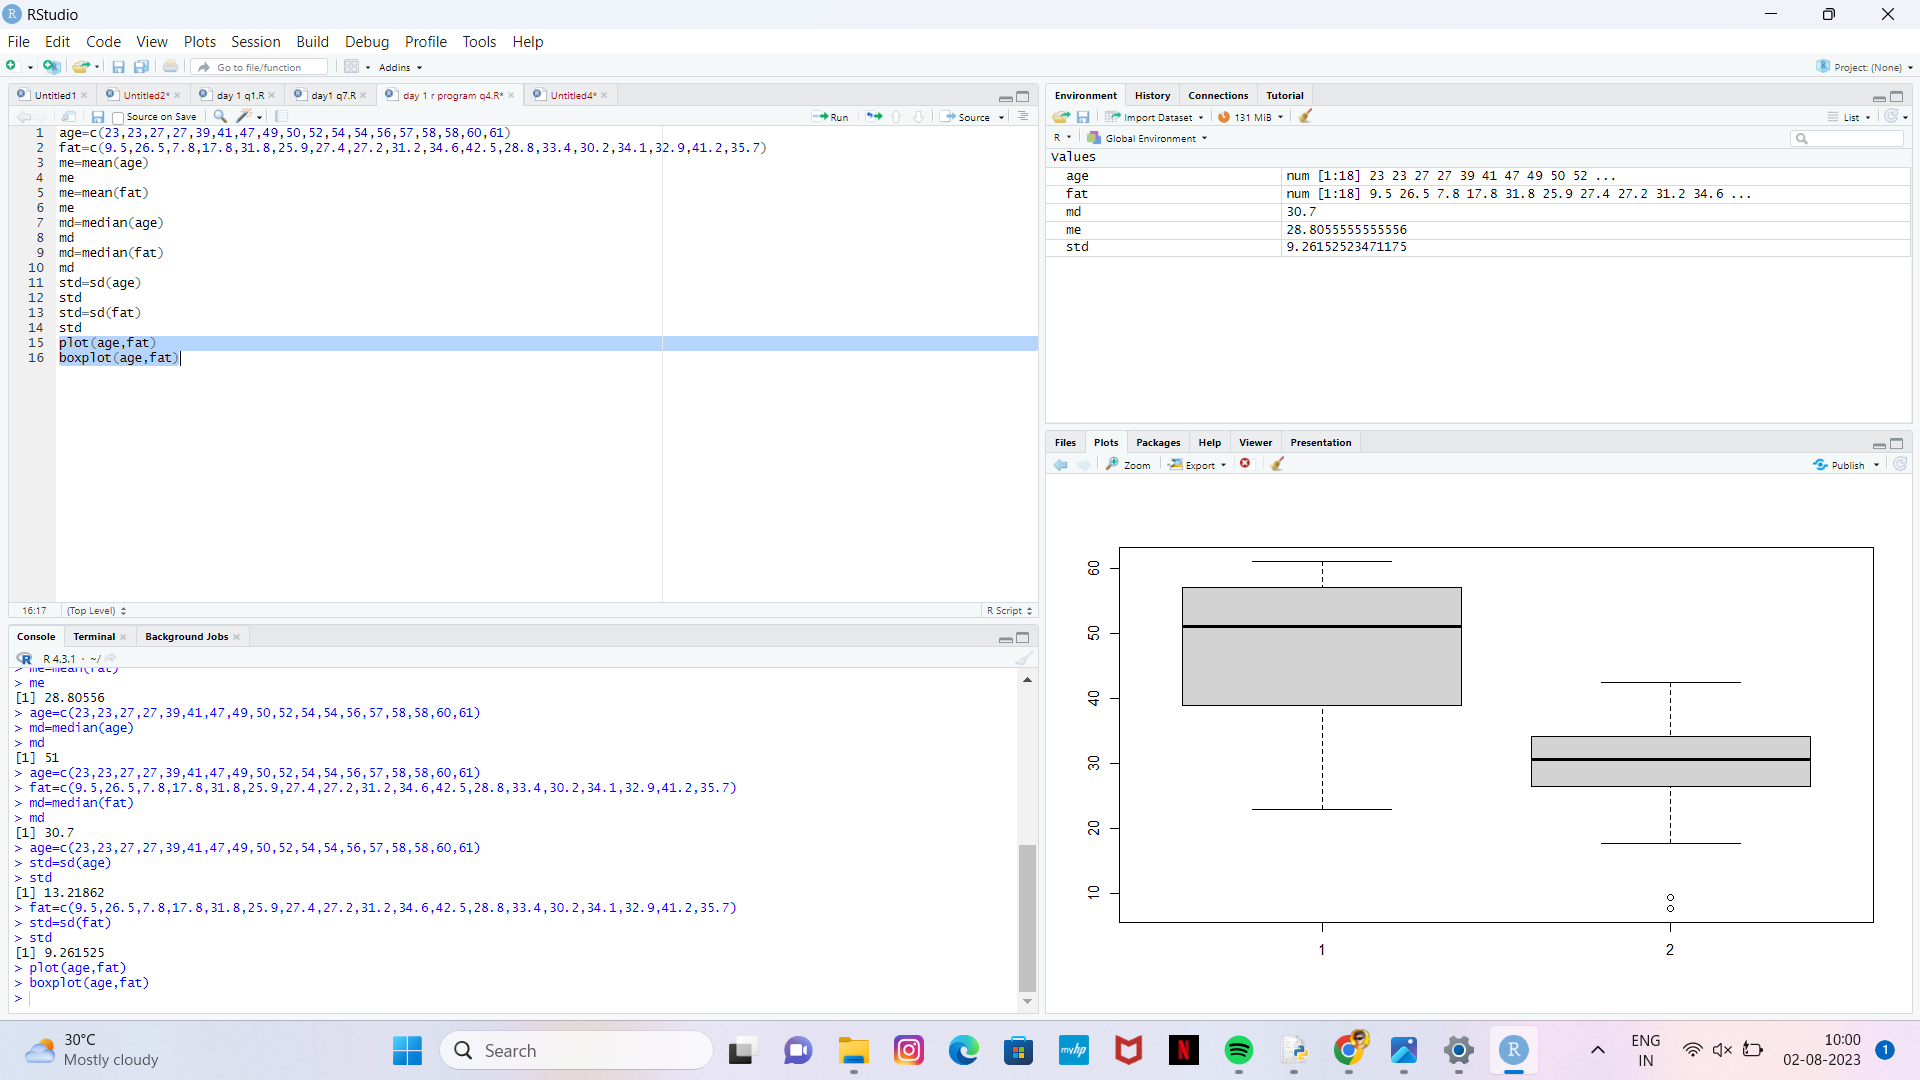 RStudio
File Edit Code View Plots Session Build Debug Profile Tools Help
Go to file/function Addins Project: (None)
Untitled1 Untitled2* day 1 q1.R day1 q7.R day 1 r program q4.R* Untitled4*
Source on Save Run Source
1 age=c(23,23,27,27,39,41,47,49,50,52,54,54,56,57,58,58,60,61)
2 fat=c(9.5,26.5,7.8,17.8,31.8,25.9,27.4,27.2,31.2,34.6,42.5,28.8,33.4,30.2,34.1,32.9,41.2,35.7)
3 me=mean(age)
4 me
5 me=mean(fat)
6 me
7 md=median(age)
8 md
9 md=median(fat)
10 md
11 std=sd(age)
12 std
13 std=sd(fat)
14 std
15 plot(age,fat)
16 boxplot(age,fat)
16:17 (Top Level) R Script
Console Terminal Background Jobs
R 4.3.1 · ~/
> me=mean(fat)
> me
[1] 28.80556
> age=c(23,23,27,27,39,41,47,49,50,52,54,54,56,57,58,58,60,61)
> md=median(age)
> md
[1] 51
> age=c(23,23,27,27,39,41,47,49,50,52,54,54,56,57,58,58,60,61)
> fat=c(9.5,26.5,7.8,17.8,31.8,25.9,27.4,27.2,31.2,34.6,42.5,28.8,33.4,30.2,34.1,32.9,41.2,35.7)
> md=median(fat)
> md
[1] 30.7
> age=c(23,23,27,27,39,41,47,49,50,52,54,54,56,57,58,58,60,61)
> std=sd(age)
> std
[1] 13.21862
> fat=c(9.5,26.5,7.8,17.8,31.8,25.9,27.4,27.2,31.2,34.6,42.5,28.8,33.4,30.2,34.1,32.9,41.2,35.7)
> std=sd(fat)
> std
[1] 9.261525
> plot(age,fat)
> boxplot(age,fat)
>
Environment History Connections Tutorial
Import Dataset 131 MiB List
R Global Environment
Values
age num [1:18] 23 23 27 27 39 41 47 49 50 52 ...
fat num [1:18] 9.5 26.5 7.8 17.8 31.8 25.9 27.4 27.2 31.2 34.6 ...
md 30.7
me 28.8055555555556
std 9.26152523471175
Files Plots Packages Help Viewer Presentation
Zoom Export Publish
60
50
40
30
20
10
1 2
30°C
Mostly cloudy
Search
myhp
N
R
ENG
IN
10:00
02-08-2023
1